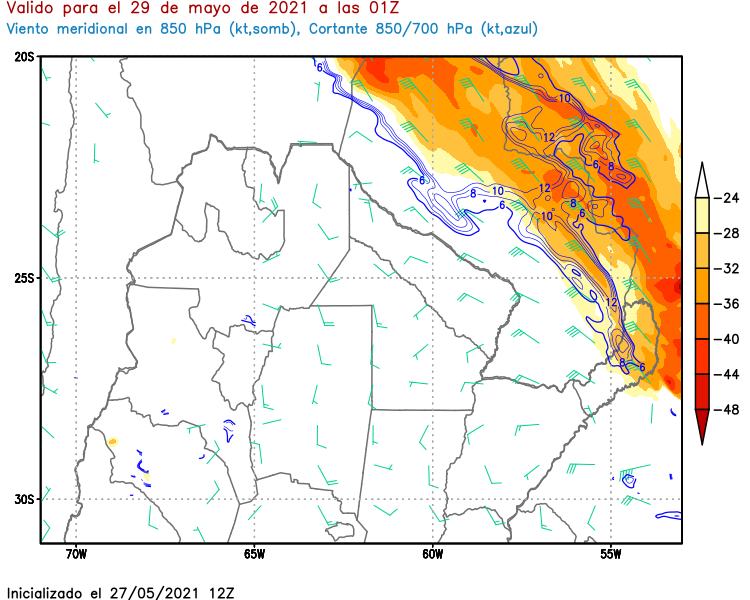 Valido para el 29 de mayo de 2021 a las 01Z
Viento meridional en 850 hPa (kt,somb), Cortante 850/700 hPa (kt,azul)
20S
6
10
12
6
8
6
8
10
6
12
8
10
6
25S
12
8
6
30S
70W
65W
60W
55W
-24
-28
-32
-36
-40
-44
-48
Inicializado el 27/05/2021 12Z